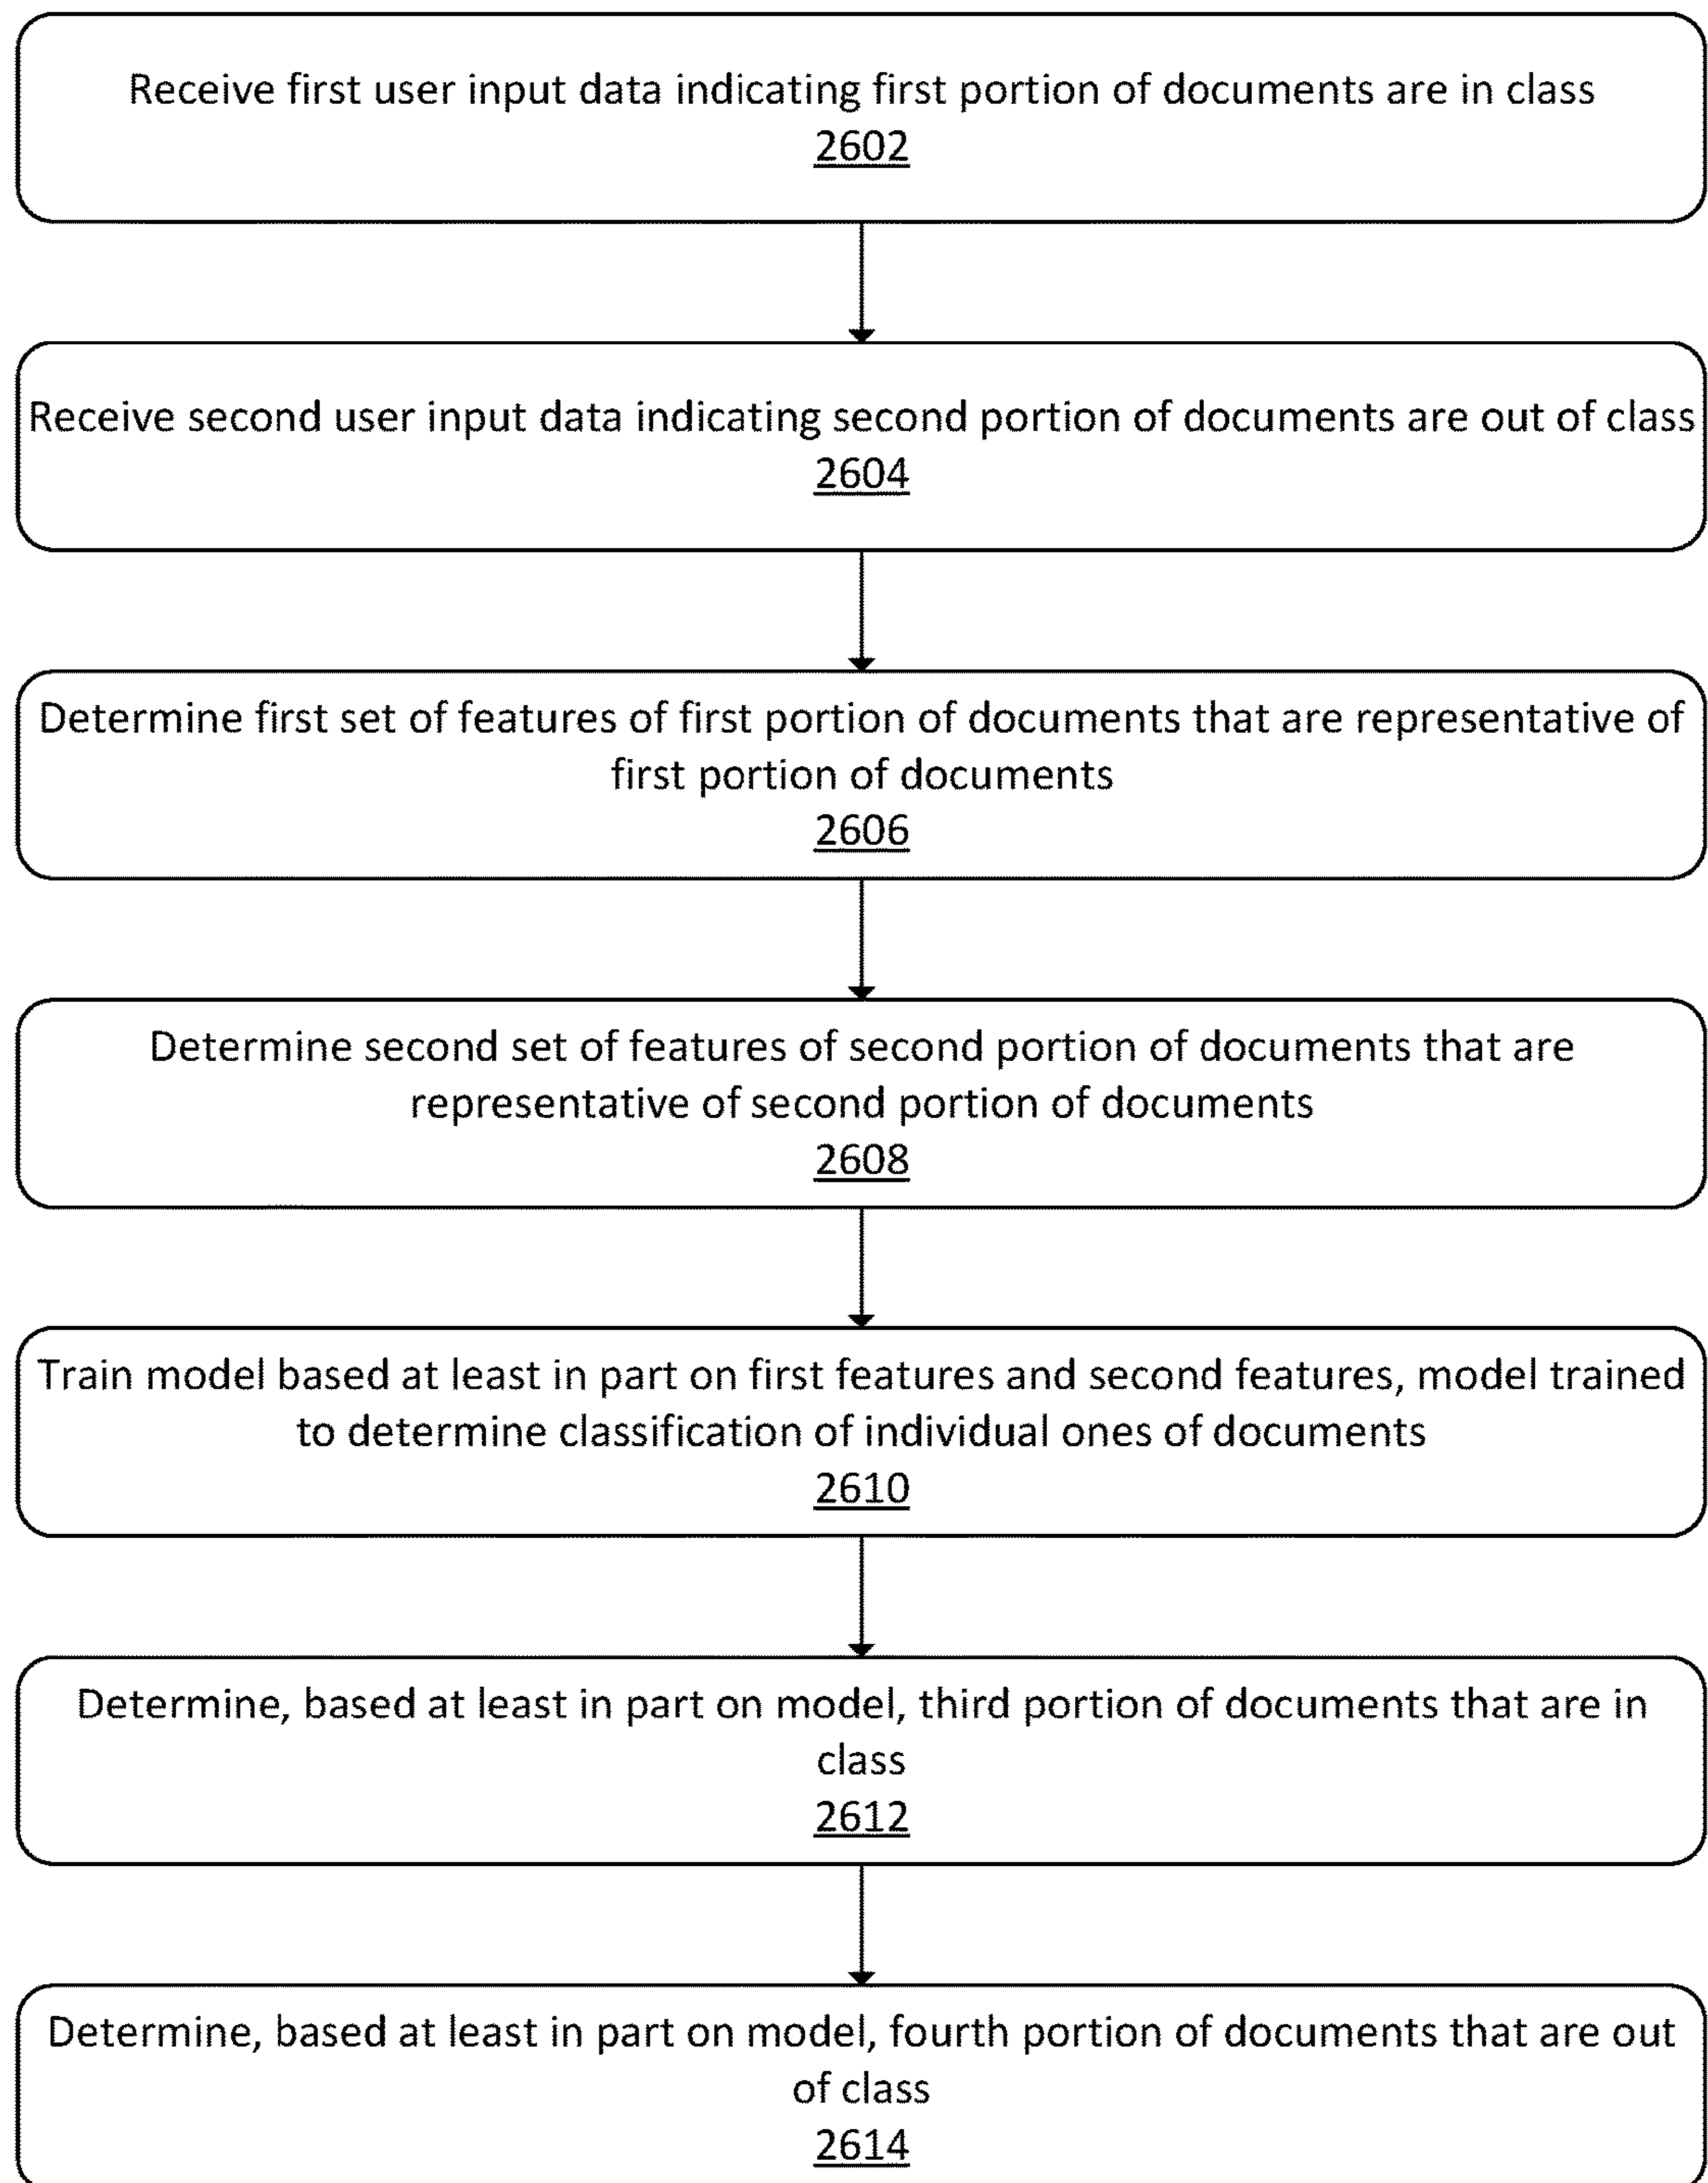 Receive first user input data indicating first portion of documents are in class
2602
Receive second user input data indicating second portion of documents are out of class
2604
Determine first set of features of first portion of documents that are representative of
first portion of documents
2606
Determine second set of features of second portion of documents that are
representative of second portion of documents
2608
Train model based at least in part on first features and second features, model trained
to determine classification of individual ones of documents
2610
Determine, based at least in part on model, third portion of documents that are in
class
2612
Determine, based at least in part on model, fourth portion of documents that are out
of class
2614